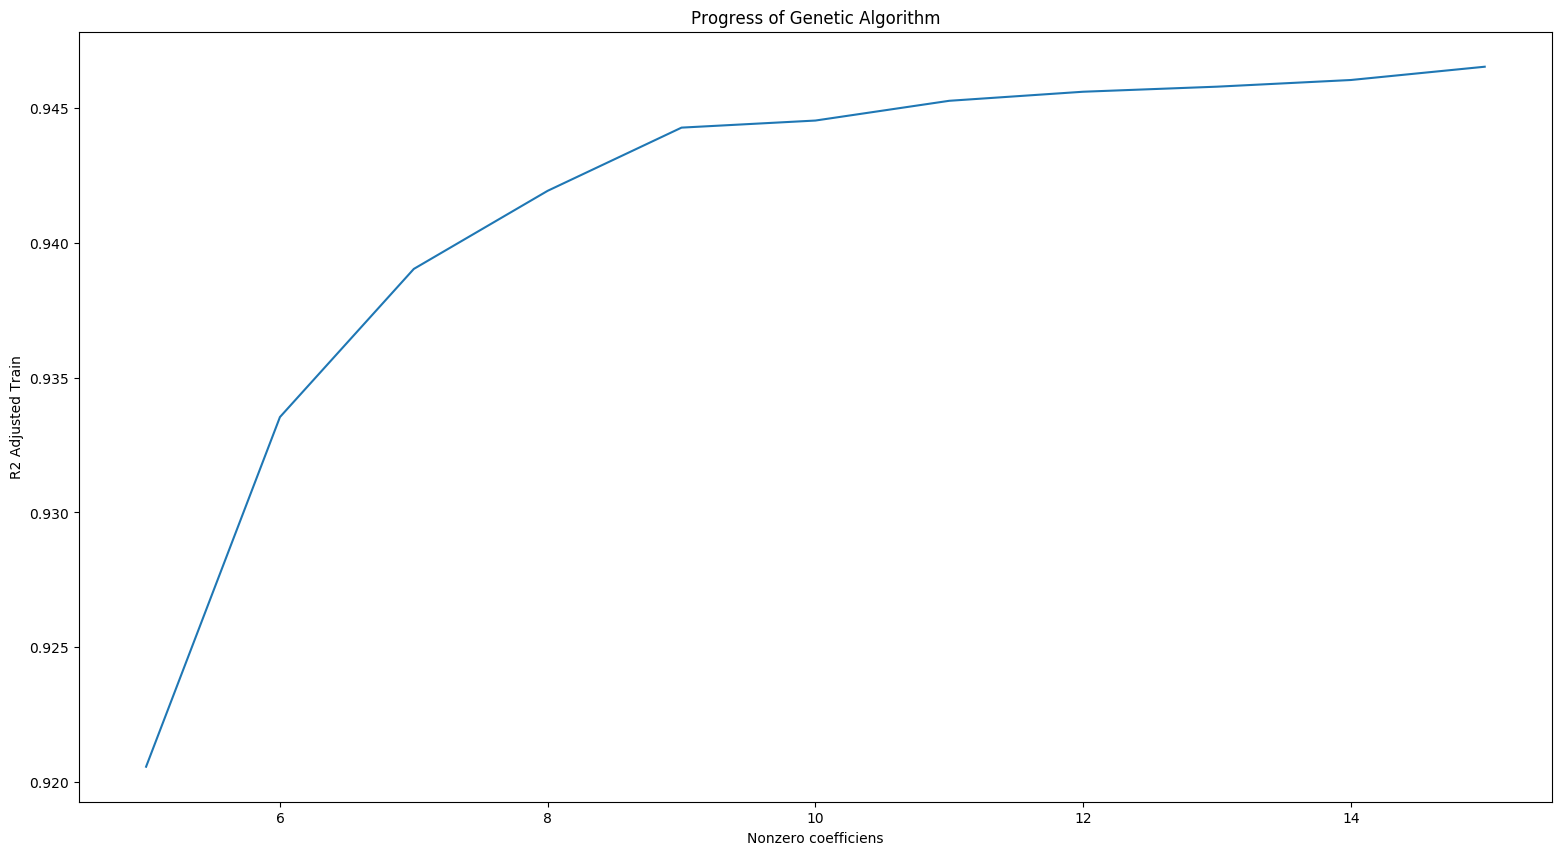 Progress of Genetic Algorithm
0.945
0.940
0.935
0.930
0.925
0.920
R2 Adjusted Train
6 8 10 12 14
Nonzero coefficiens